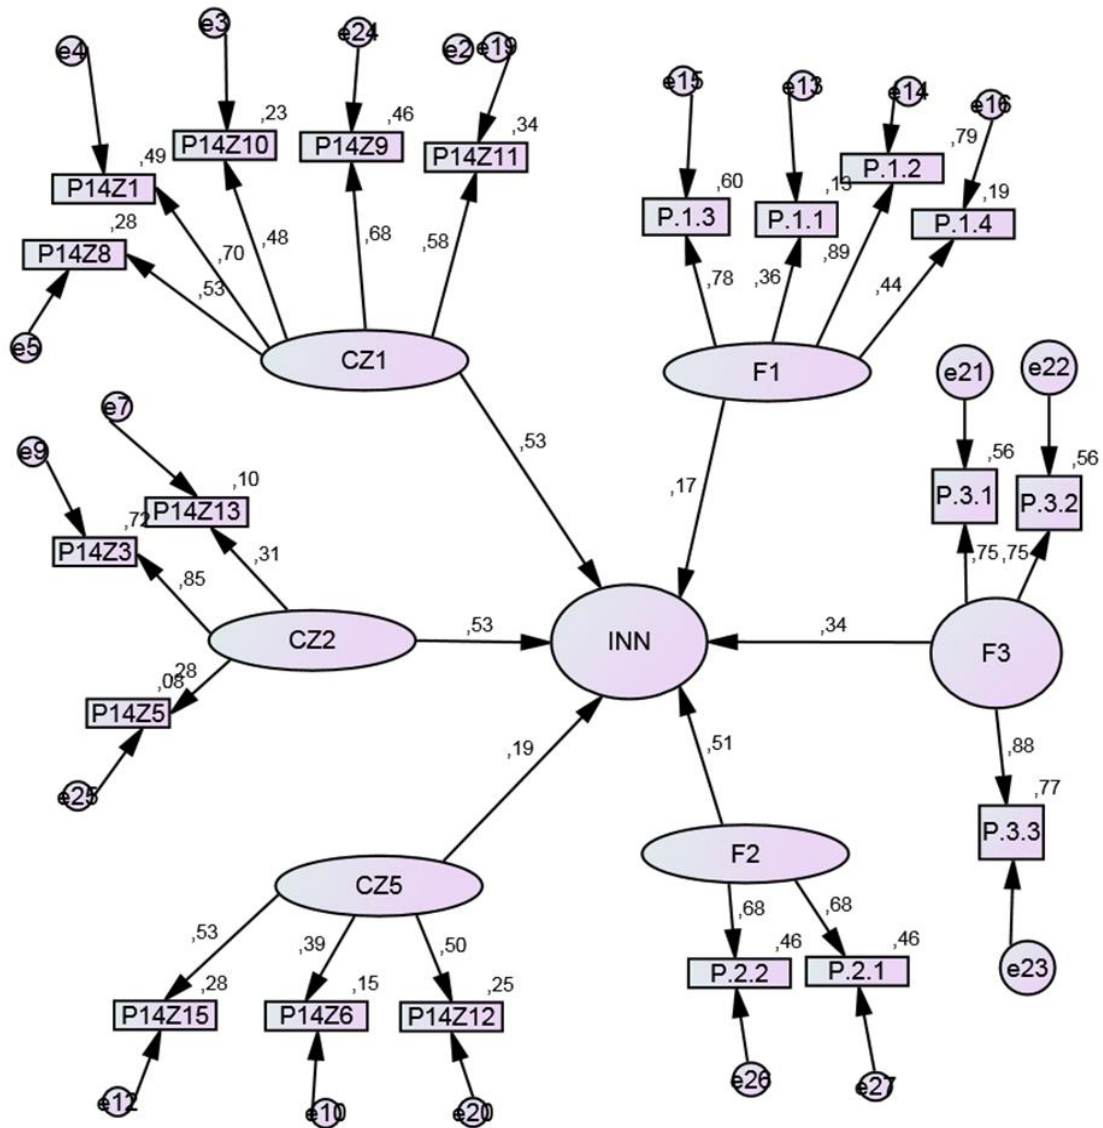 e4
e3
e24
e2
e19
e15
e13
e14
e16
,23
,46
,34
,79
P14Z10
P14Z9
P14Z11
P.1.2
,49
P14Z1
,60
,13
,19
P.1.3
P.1.1
P.1.4
,28
P14Z8
,70
,48
,68
,58
,53
,78
,36
,89
,44
e5
CZ1
F1
e21
e22
e7
e9
,53
,17
,56
,56
,10
P14Z13
,72
P14Z3
P.3.1
P.3.2
,31
,85
,75
,75
CZ2
,53
INN
,34
F3
,28
,08
P14Z5
e25
,19
,51
,88
,77
P.3.3
CZ5
F2
,53
,39
,50
,68
,68
,28
,15
,25
,46
,46
P14Z15
P14Z6
P14Z12
P.2.2
P.2.1
e23
e12
e10
e20
e26
e27